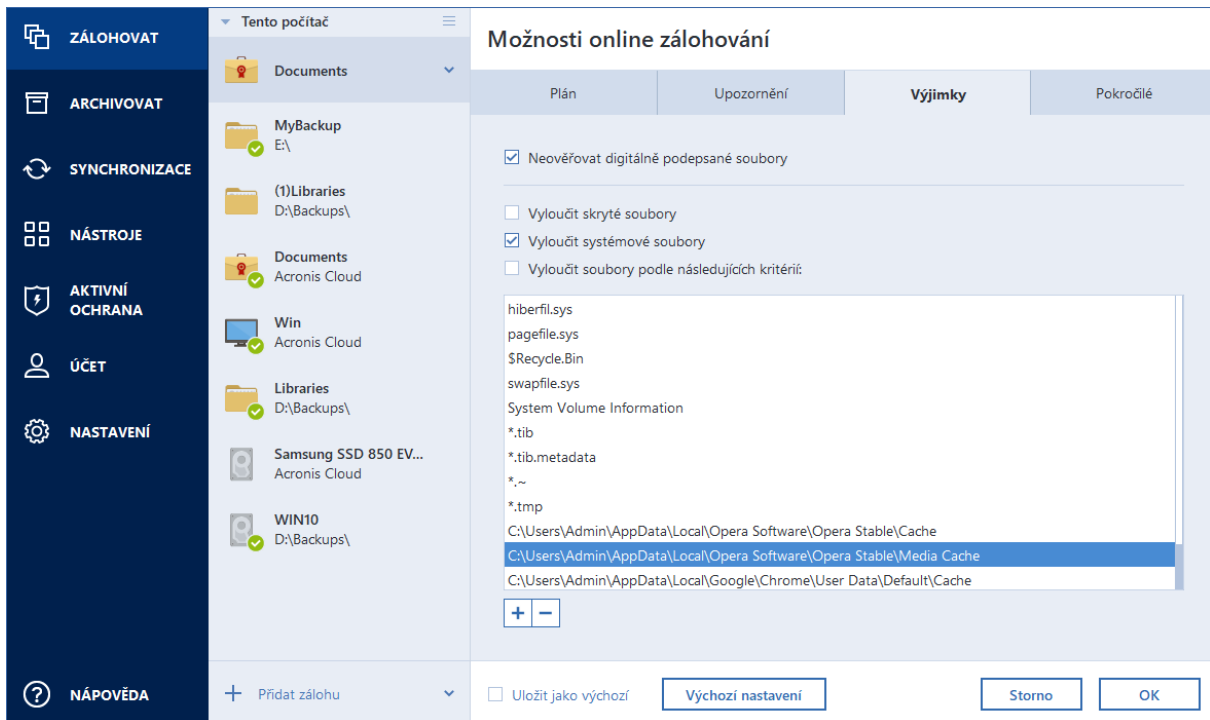 ZÁLOHOVAT
ARCHIVOVAT
SYNCHRONIZACE
NÁSTROJE
AKTIVNÍ
OCHRANA
ÚČET
NASTAVENÍ
NÁPOVĚDA
Tento počítač
Documents
MyBackup
E:\
(1)Libraries
D:\Backups\
Documents
Acronis Cloud
Win
Acronis Cloud
Libraries
D:\Backups\
Samsung SSD 850 EV...
Acronis Cloud
WIN10
D:\Backups\
Přidat zálohu
Možnosti online zálohování
Plán
Upozornění
Výjimky
Pokročilé
Neověřovat digitálně podepsané soubory
Vyloučit skryté soubory
Vyloučit systémové soubory
Vyloučit soubory podle následujících kritérií:
hiberfil.sys
pagefile.sys
$Recycle.Bin
swapfile.sys
System Volume Information
*.tib
*.tib.metadata
*.~
*.tmp
C:\Users\Admin\AppData\Local\Opera Software\Opera Stable\Cache
C:\Users\Admin\AppData\Local\Opera Software\Opera Stable\Media Cache
C:\Users\Admin\AppData\Local\Google\Chrome\User Data\Default\Cache
Uložit jako výchozí
Výchozí nastavení
Storno
OK